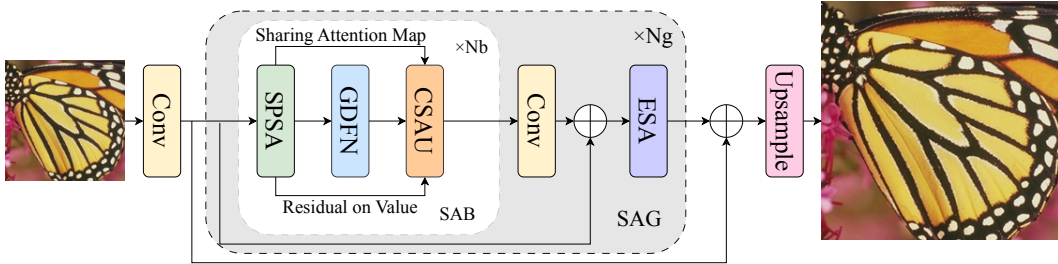 Sharing Attention Map
×Nb
×Ng
Conv
SPSA
GDFN
CSAU
Conv
ESA
Upsample
Residual on Value
SAB
SAG